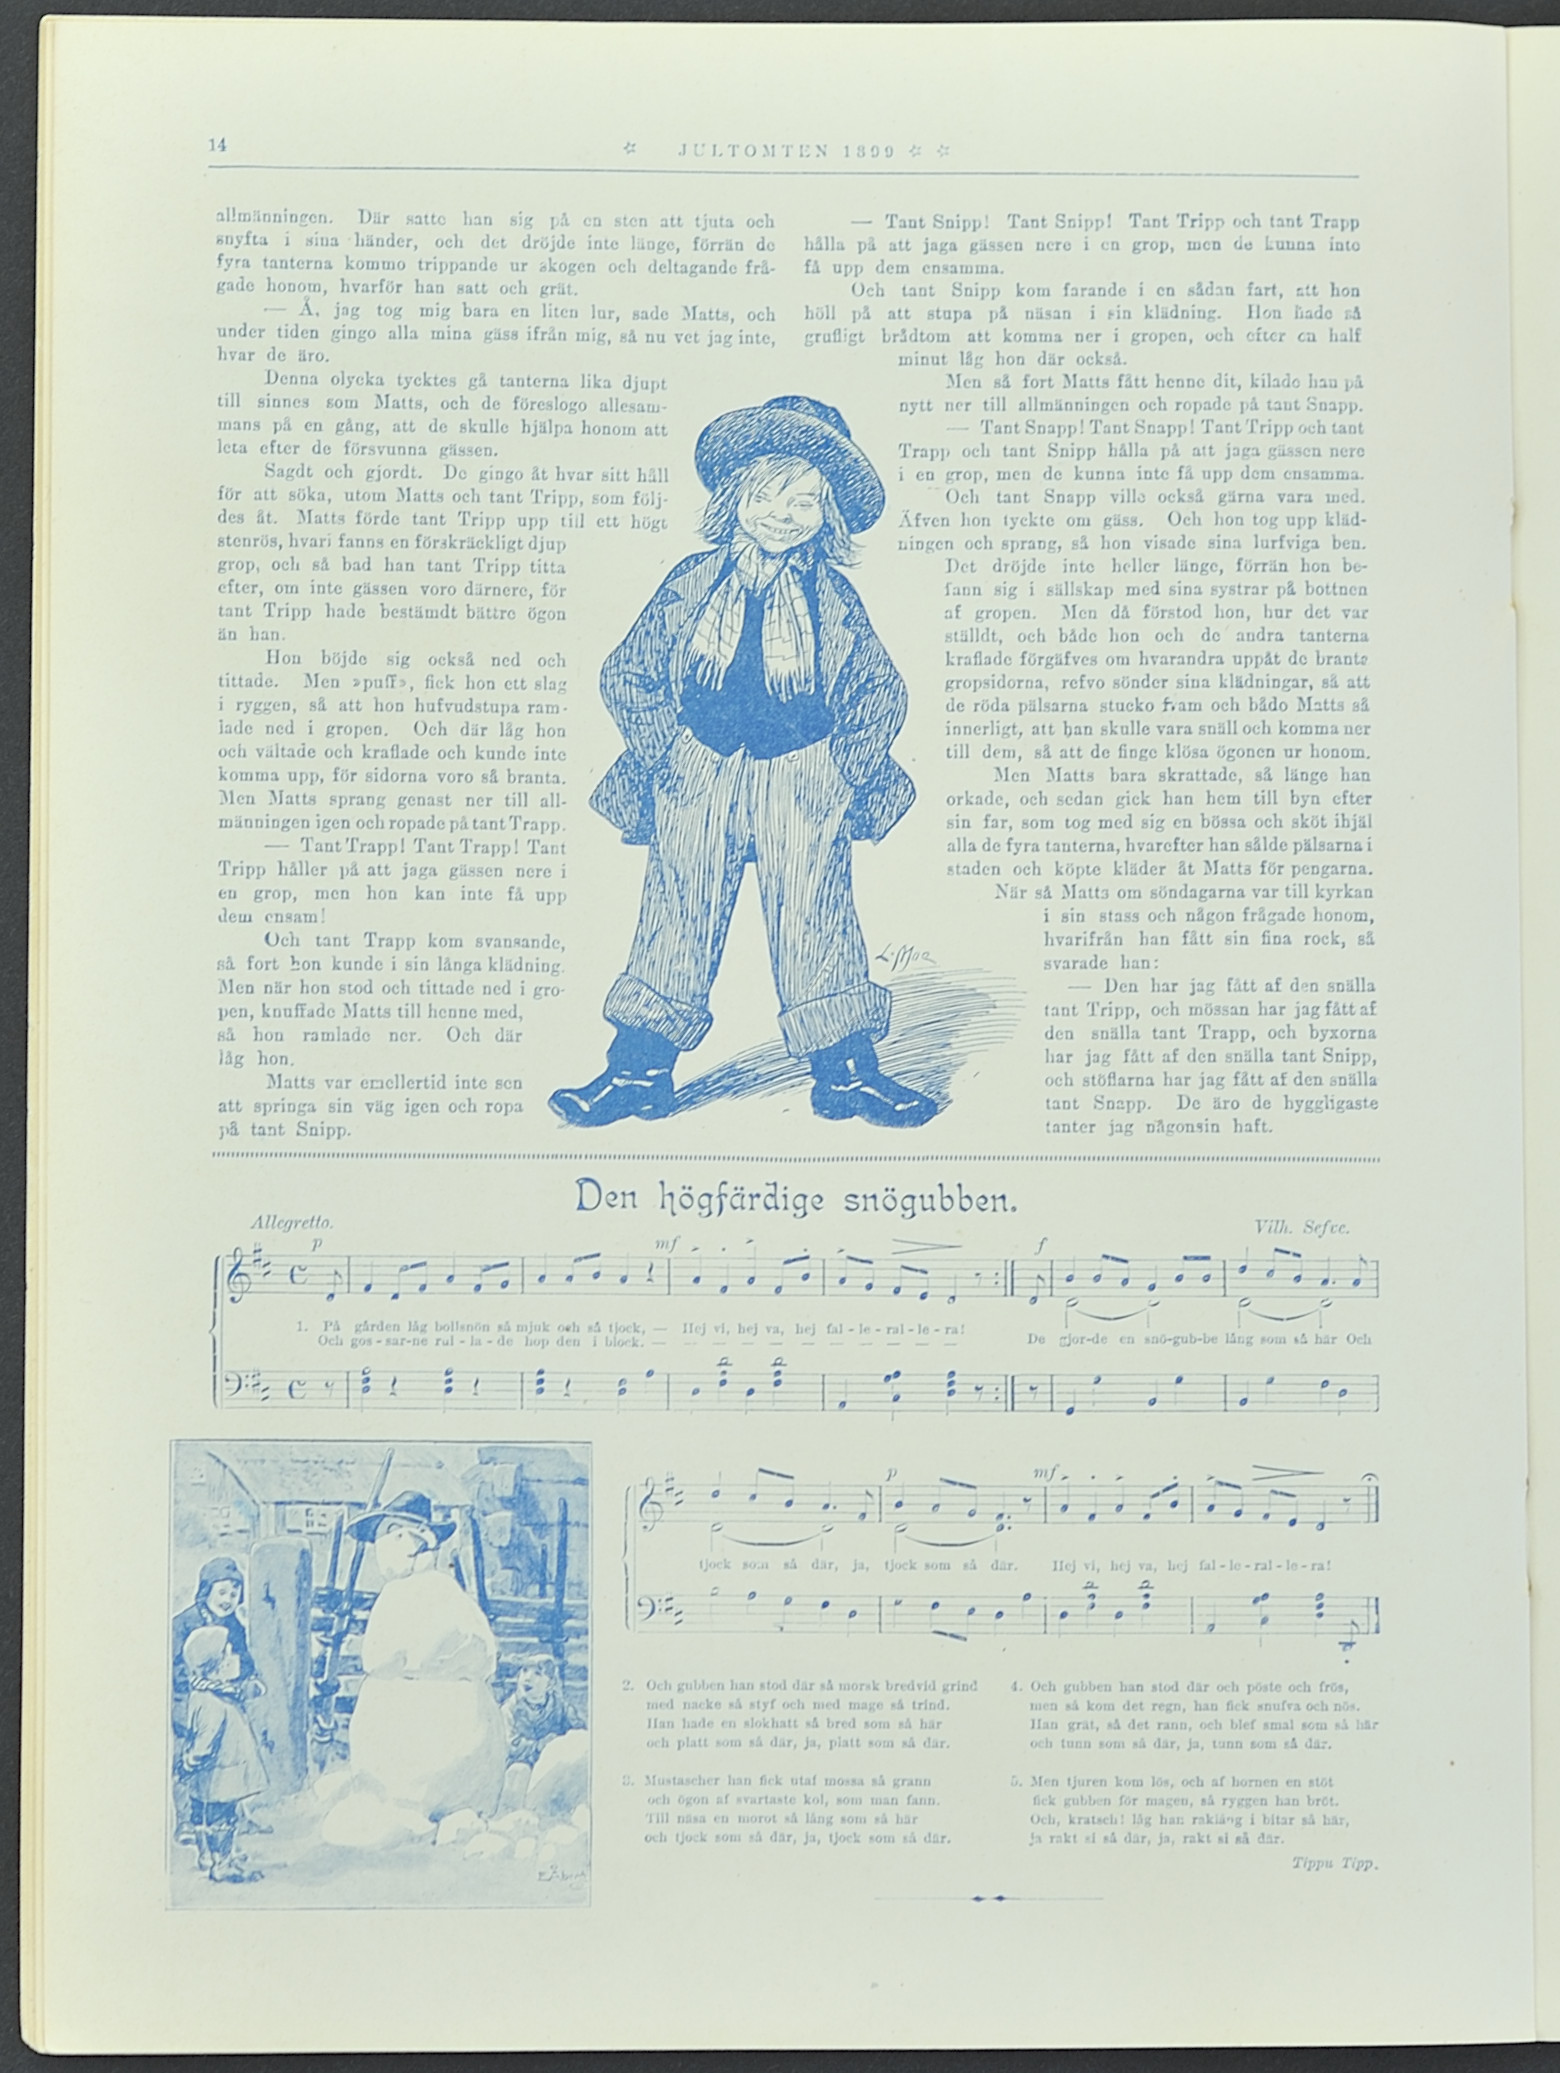 14
JULTOMTEN 1899
allmänningen. Där satte han sig på en sten att tjuta och
snyfta i sina händer, och det dröjde inte länge, förrän de
fyra tanterna kommo trippande ur skogen och deltagande frå-
gade honom, hvarför han satt och grät.
— Å, jag tog mig bara en liten lur, sade Matts, och
under tiden gingo alla mina gäss ifrån mig, så nu vet jag inte,
hvar de äro.
Denna olycka tycktes gå tanterna lika djupt
till sinnes som Matts, och de föreslogo allesam-
mans på en gång, att de skulle hjälpa honom att
leta efter de försvunna gässen.
Sagdt och gjordt. De gingo åt hvar sitt håll
för att söka, utom Matts och tant Tripp, som följ-
des åt. Matts förde tant Tripp upp till ett högt
stenrös, hvari fanns en förskräckligt djup
grop, och så bad han tant Tripp titta
efter, om inte gässen voro därnere, för
tant Tripp hade bestämdt bättre ögon
än han.
Hon böjde sig också ned och
tittade. Men »puff», fick hon ett slag
i ryggen, så att hon hufvudstupa ram-
lade ned i gropen. Och där låg hon
och vältade och kraflade och kunde inte
komma upp, för sidorna voro så branta.
Men Matts sprang genast ner till all-
männingen igen och ropade på tant Trapp.
— Tant Trapp! Tant Trapp! Tant
Tripp håller på att jaga gässen nere i
en grop, men hon kan inte få upp
dem ensam!
Och tant Trapp kom svansande,
så fort hon kunde i sin långa klädning.
Men när hon stod och tittade ned i gro-
pen, knuffade Matts till henne med,
så hon ramlade ner. Och där
låg hon.
Matts var emellertid inte sen
att springa sin väg igen och ropa
på tant Snipp.
— Tant Snipp! Tant Snipp! Tant Tripp och tant Trapp
hålla på att jaga gässen nere i en grop, men de kunna inte
få upp dem ensamma.
Och tant Snipp kom farande i en sådan fart, att hon
höll på att stupa på näsan i sin klädning. Hon hade så
grufligt brådtom att komma ner i gropen, och efter en half
minut låg hon där också.
Men så fort Matts fått henne dit, kilade han på
nytt ner till allmänningen och ropade på tant Snapp.
— Tant Snapp! Tant Snapp! Tant Tripp och tant
Trapp och tant Snipp hålla på att jaga gässen nere
i en grop, men de kunna inte få upp dem ensamma.
Och tant Snapp ville också gärna vara med.
Äfven hon tyckte om gäss. Och hon tog upp kläd-
ningen och sprang, så hon visade sina lurfviga ben.
Det dröjde inte heller länge, förrän hon be-
fann sig i sällskap med sina systrar på bottnen
af gropen. Men då förstod hon, hur det var
ställdt, och både hon och de andra tanterna
kraflade förgäfves om hvarandra uppåt de branta
gropsidorna, refvo sönder sina klädningar, så att
de röda pälsarna stucko fram och bådo Matts så
innerligt, att han skulle vara snäll och komma ner
till dem, så att de finge klösa ögonen ur honom.
Men Matts bara skrattade, så länge han
orkade, och sedan gick han hem till byn efter
sin far, som tog med sig en bössa och sköt ihjäl
alla de fyra tanterna, hvarefter han sålde pälsarna i
staden och köpte kläder åt Matts för pengarna.
När så Matts om söndagarna var till kyrkan
i sin stass och någon frågade honom,
hvarifrån han fått sin fina rock, så
svarade han:
— Den har jag fått af den snälla
tant Tripp, och mössan har jag fått af
den snälla tant Trapp, och byxorna
har jag fått af den snälla tant Snipp,
och stöflarna har jag fått af den snälla
tant Snapp. De äro de hyggligaste
tanter jag någonsin haft.
L. Moe
Den högfärdige snögubben.
Allegretto.
Vilh. Sefve.
p mf f
1. På gården låg bollsnön så mjuk och så tjock, — Hej vi, hej va, hej fal-le-ral-le-ra!
Och gos-sar-ne rul-la-de hop den i block. — — — — — — — — —
De gjor-de en snö-gub-be lång som så här Och
p mf
tjock som så där, ja, tjock som så där. Hej vi, hej va, hej fal-le-ral-le-ra!
2. Och gubben han stod där så morsk bredvid grind
med nacke så styf och med mage så trind.
Han hade en slokhatt så bred som så här
och platt som så där, ja, platt som så där.
3. Mustascher han fick utaf mossa så grann
och ögon af svartaste kol, som man fann.
Till näsa en morot så lång som så här
och tjock som så där, ja, tjock som så där.
4. Och gubben han stod där och pöste och frös,
men så kom det regn, han fick snufva och nös.
Han grät, så det rann, och blef smal som så här
och tunn som så där, ja, tunn som så där.
5. Men tjuren kom lös, och af hornen en stöt
fick gubben för magen, så ryggen han bröt.
Och, kratsch! låg han raklång i bitar så här,
ja rakt si så där, ja, rakt si så där.
Tippu Tipp.